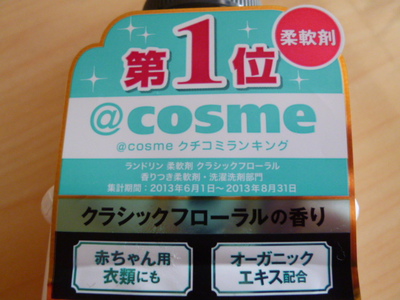 柔軟剤
第1位
@cosme
@cosme クチコミランキング
ランドリン 柔軟剤 クラシックフローラル
香りつき柔軟剤・洗濯洗剤部門
集計期間：2013年6月1日～2013年8月31日
クラシックフローラルの香り
赤ちゃん用
衣類にも
オーガニック
エキス配合